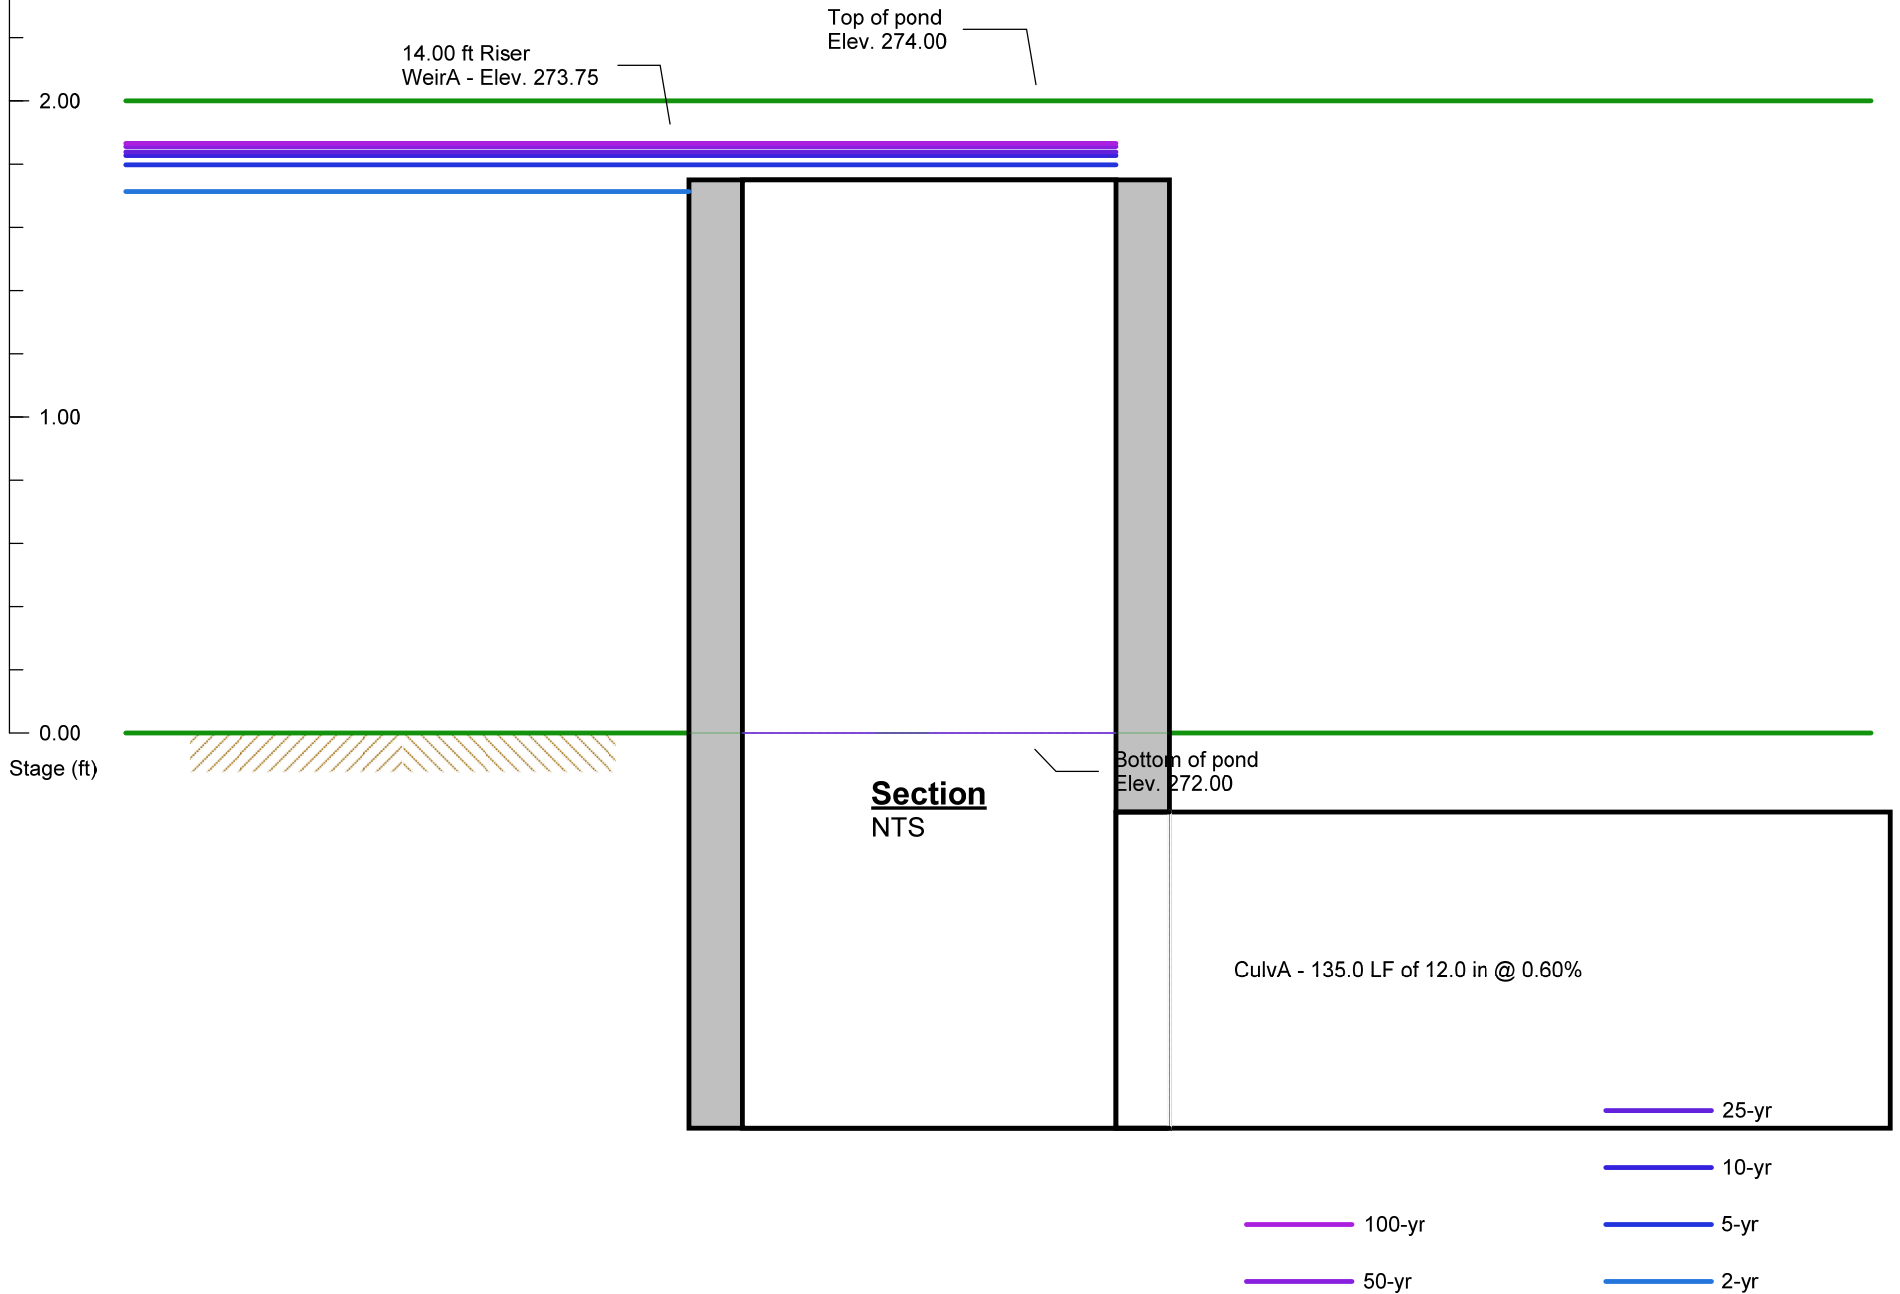 Top of pond
Elev. 274.00
14.00 ft Riser
WeirA - Elev. 273.75
2.00
1.00
0.00
Stage (ft)
Bottom of pond
Elev. 272.00
Section
NTS
CulvA - 135.0 LF of 12.0 in @ 0.60%
25-yr
10-yr
100-yr
5-yr
50-yr
2-yr